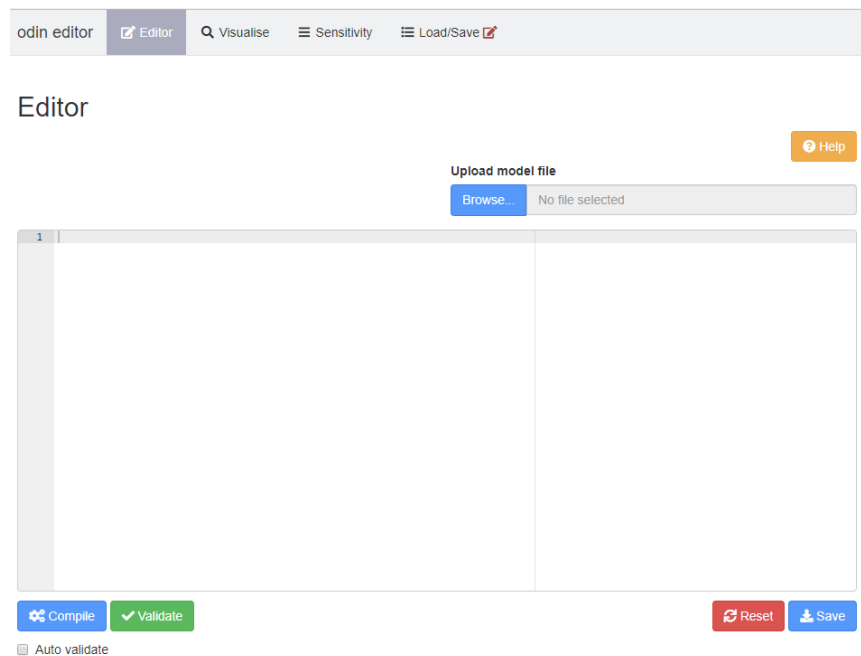 odin editor Editor Visualise Sensitivity Load/Save
Editor
Help
Upload model file
Browse... No file selected
1
Compile Validate Reset Save
Auto validate